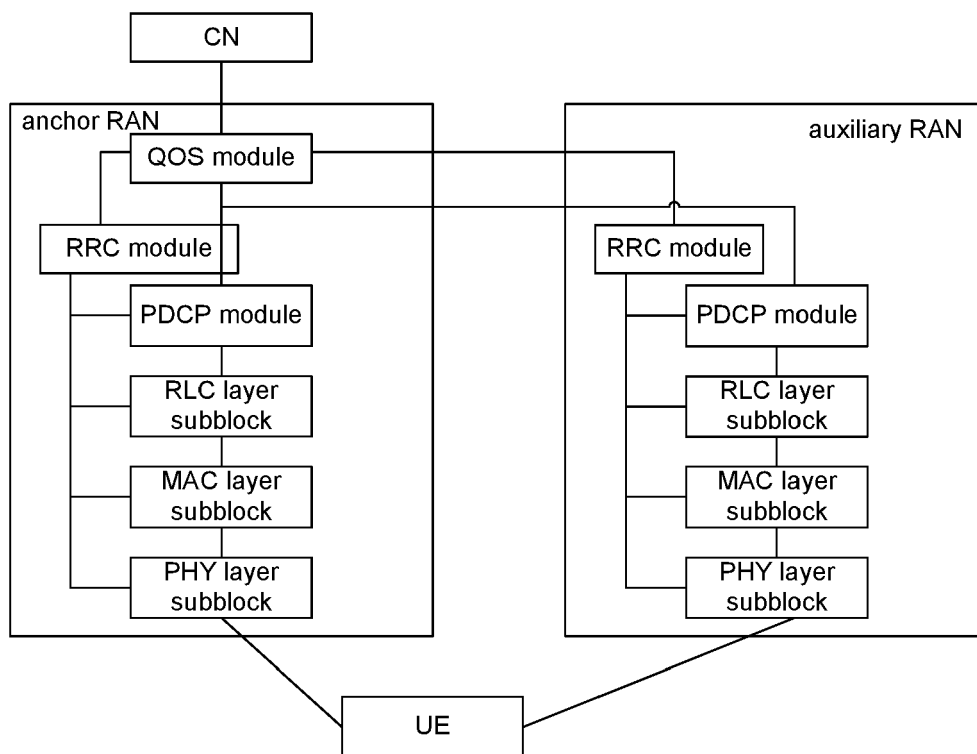 CN
anchor RAN
QOS module
RRC module
PDCP module
RLC layer
subblock
MAC layer
subblock
PHY layer
subblock
auxiliary RAN
RRC module
PDCP module
RLC layer
subblock
MAC layer
subblock
PHY layer
subblock
UE